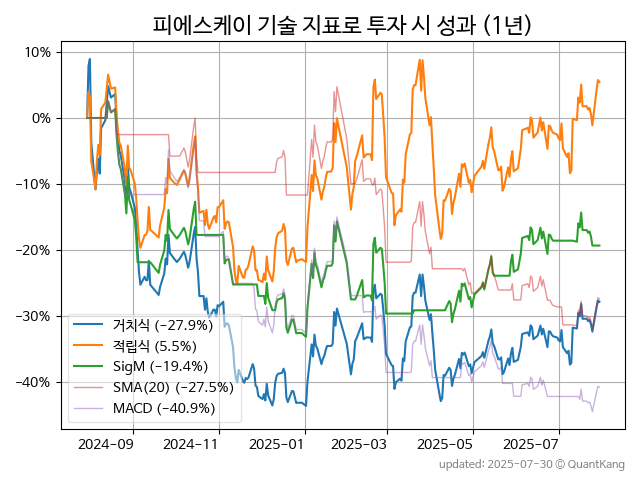 피에스케이 기술 지표로 투자 시 성과 (1년)
10%
0%
−10%
−20%
−30%
−40%
거치식 (−27.9%)
적립식 (5.5%)
SigM (−19.4%)
SMA(20) (−27.5%)
MACD (−40.9%)
2024-09
2024-11
2025-01
2025-03
2025-05
2025-07
updated: 2025-07-30 © QuantKang